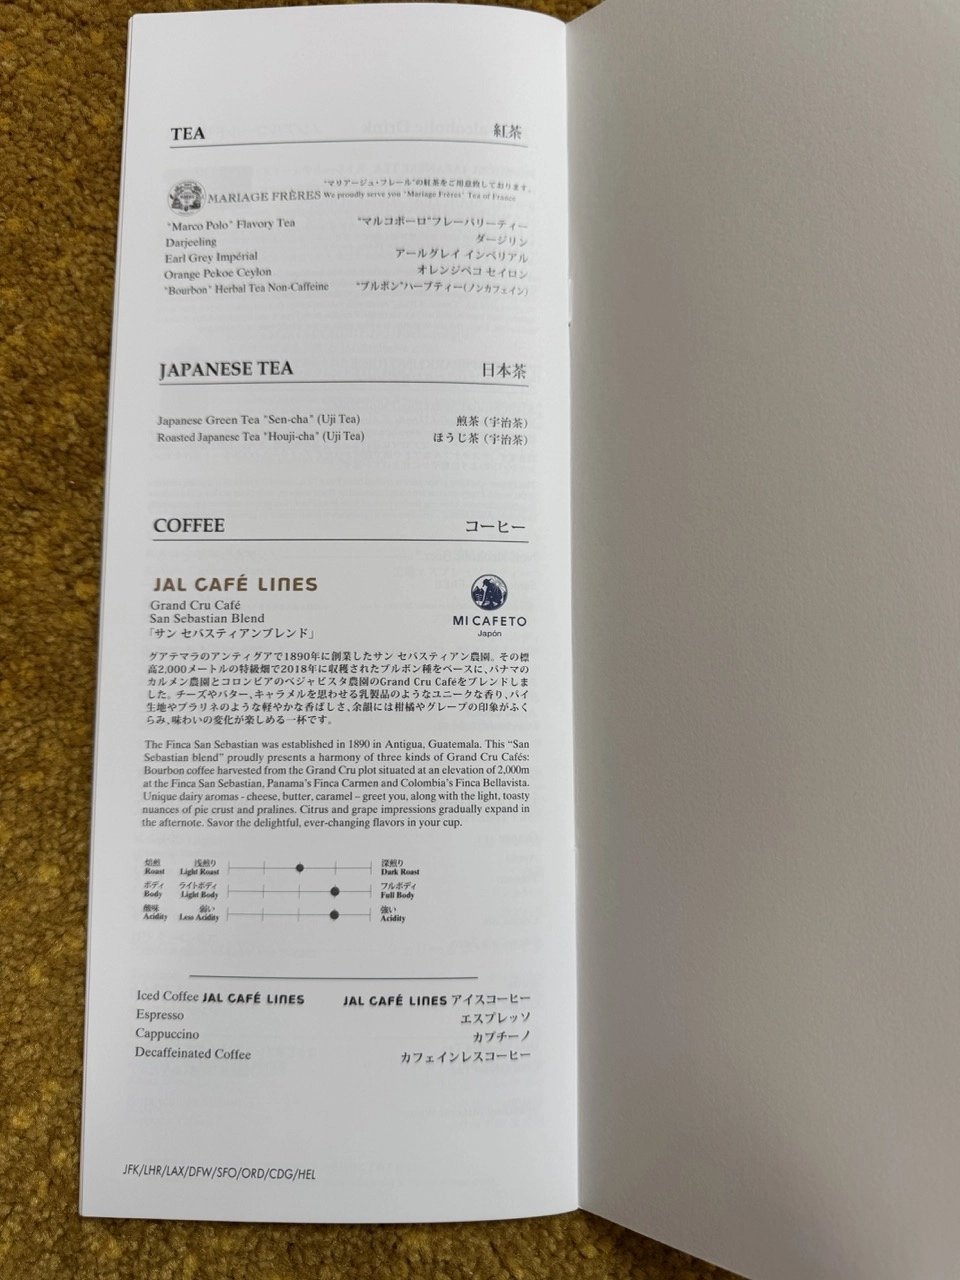 TEA 紅茶
MARIAGE FRÈRES "マリアージュ・フレール"の紅茶をご用意致しております。
We proudly serve you "Mariage Frères" Tea of France
"Marco Polo" Flavory Tea "マルコポーロ"フレーバリーティー
Darjeeling ダージリン
Earl Grey Impérial アールグレイ インペリアル
Orange Pekoe Ceylon オレンジペコ セイロン
"Bourbon" Herbal Tea Non-Caffeine "ブルボン"ハーブティー(ノンカフェイン)
JAPANESE TEA 日本茶
Japanese Green Tea "Sen-cha" (Uji Tea) 煎茶（宇治茶）
Roasted Japanese Tea "Houji-cha" (Uji Tea) ほうじ茶（宇治茶）
COFFEE コーヒー
JAL CAFÉ LINES
Grand Cru Café
San Sebastian Blend
「サン セバスティアンブレンド」
MI CAFETO
Japón
グアテマラのアンティグアで1890年に創業したサン セバスティアン農園。その標
高2,000メートルの特級畑で2018年に収穫されたブルボン種をベースに、パナマの
カルメン農園とコロンビアのベジャビスタ農園のGrand Cru Caféをブレンドしま
した。チーズやバター、キャラメルを思わせる乳製品のようなユニークな香り、パイ
生地やプラリネのような軽やかな香ばしさ、余韻には柑橘やグレープの印象がふく
らみ、味わいの変化が楽しめる一杯です。
The Finca San Sebastian was established in 1890 in Antigua, Guatemala. This “San
Sebastian blend” proudly presents a harmony of three kinds of Grand Cru Cafés:
Bourbon coffee harvested from the Grand Cru plot situated at an elevation of 2,000m
at the Finca San Sebastian, Panama’s Finca Carmen and Colombia’s Finca Bellavista.
Unique dairy aromas - cheese, butter, caramel – greet you, along with the light, toasty
nuances of pie crust and pralines. Citrus and grape impressions gradually expand in
the afternote. Savor the delightful, ever-changing flavors in your cup.
焙煎 浅煎り 深煎り
Roast Light Roast Dark Roast
ボディ ライトボディ フルボディ
Body Light Body Full Body
酸味 弱い 強い
Acidity Less Acidity Acidity
Iced Coffee JAL CAFÉ LINES JAL CAFÉ LINES アイスコーヒー
Espresso エスプレッソ
Cappuccino カプチーノ
Decaffeinated Coffee カフェインレスコーヒー
JFK/LHR/LAX/DFW/SFO/ORD/CDG/HEL